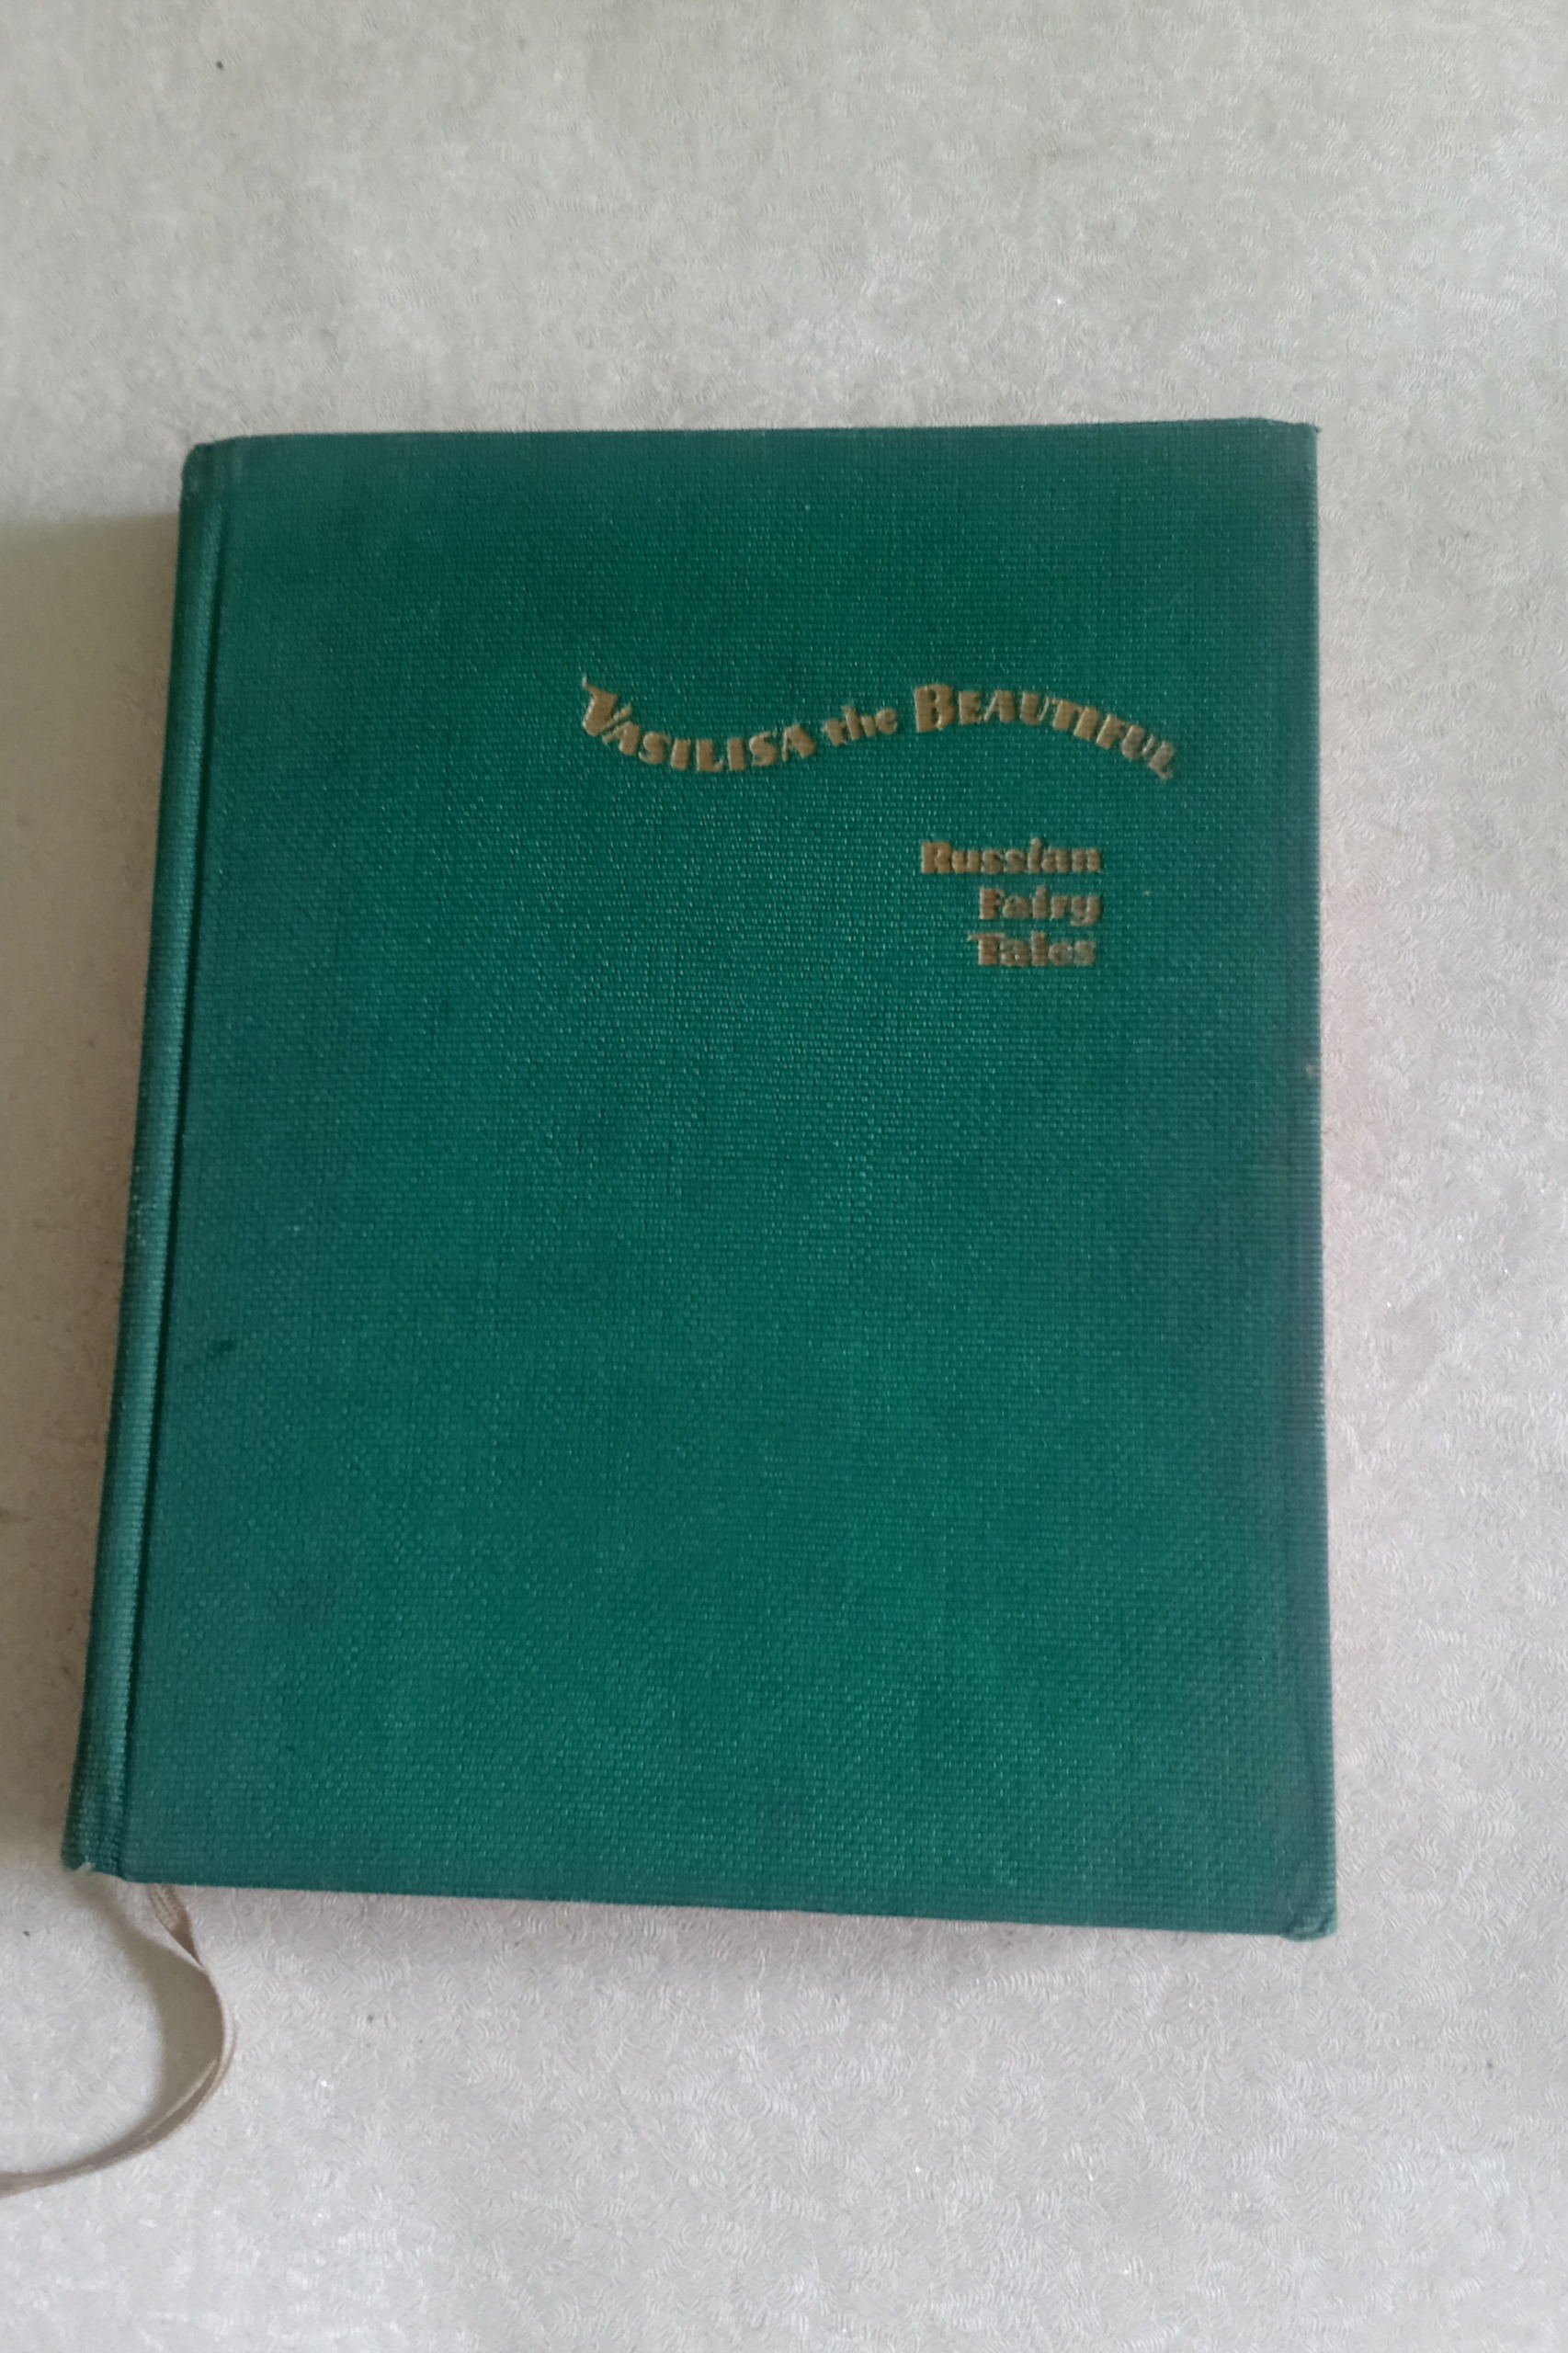 VASILISA the BEAUTIFUL
Russian
Fairy
Tales